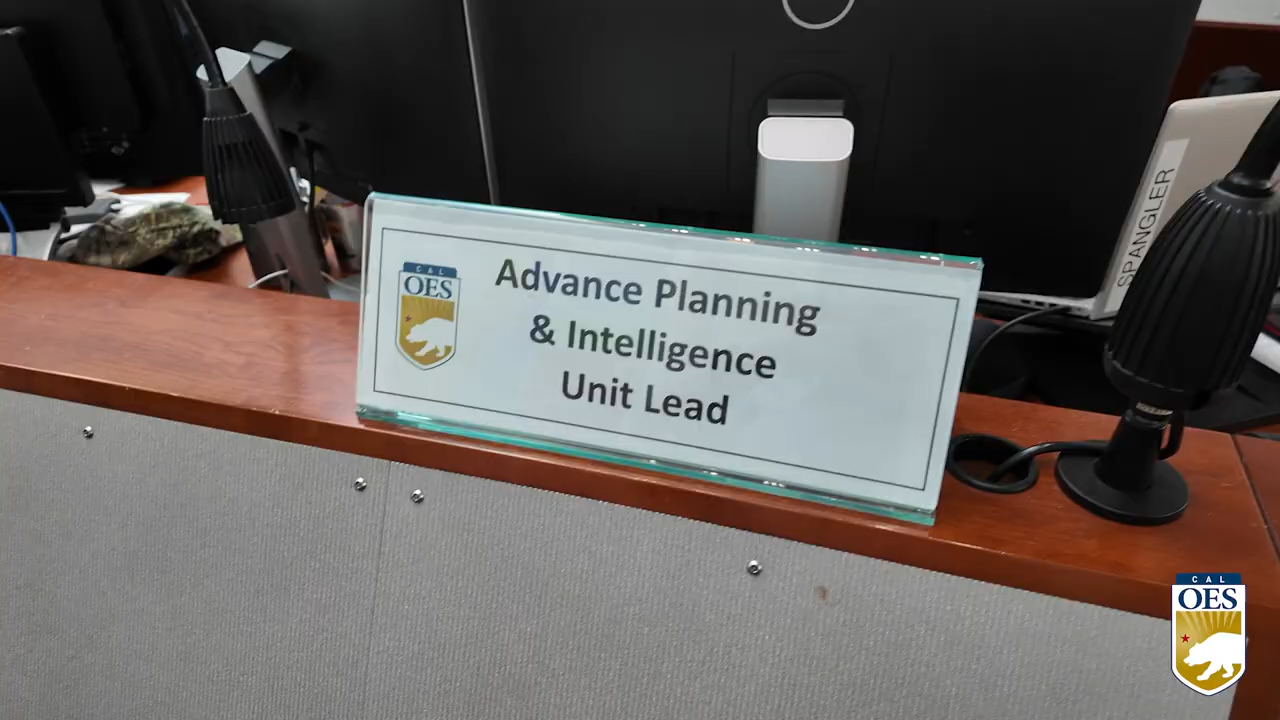 CAL
OES
Advance Planning
& Intelligence
Unit Lead
SPANGLER
CAL
OES